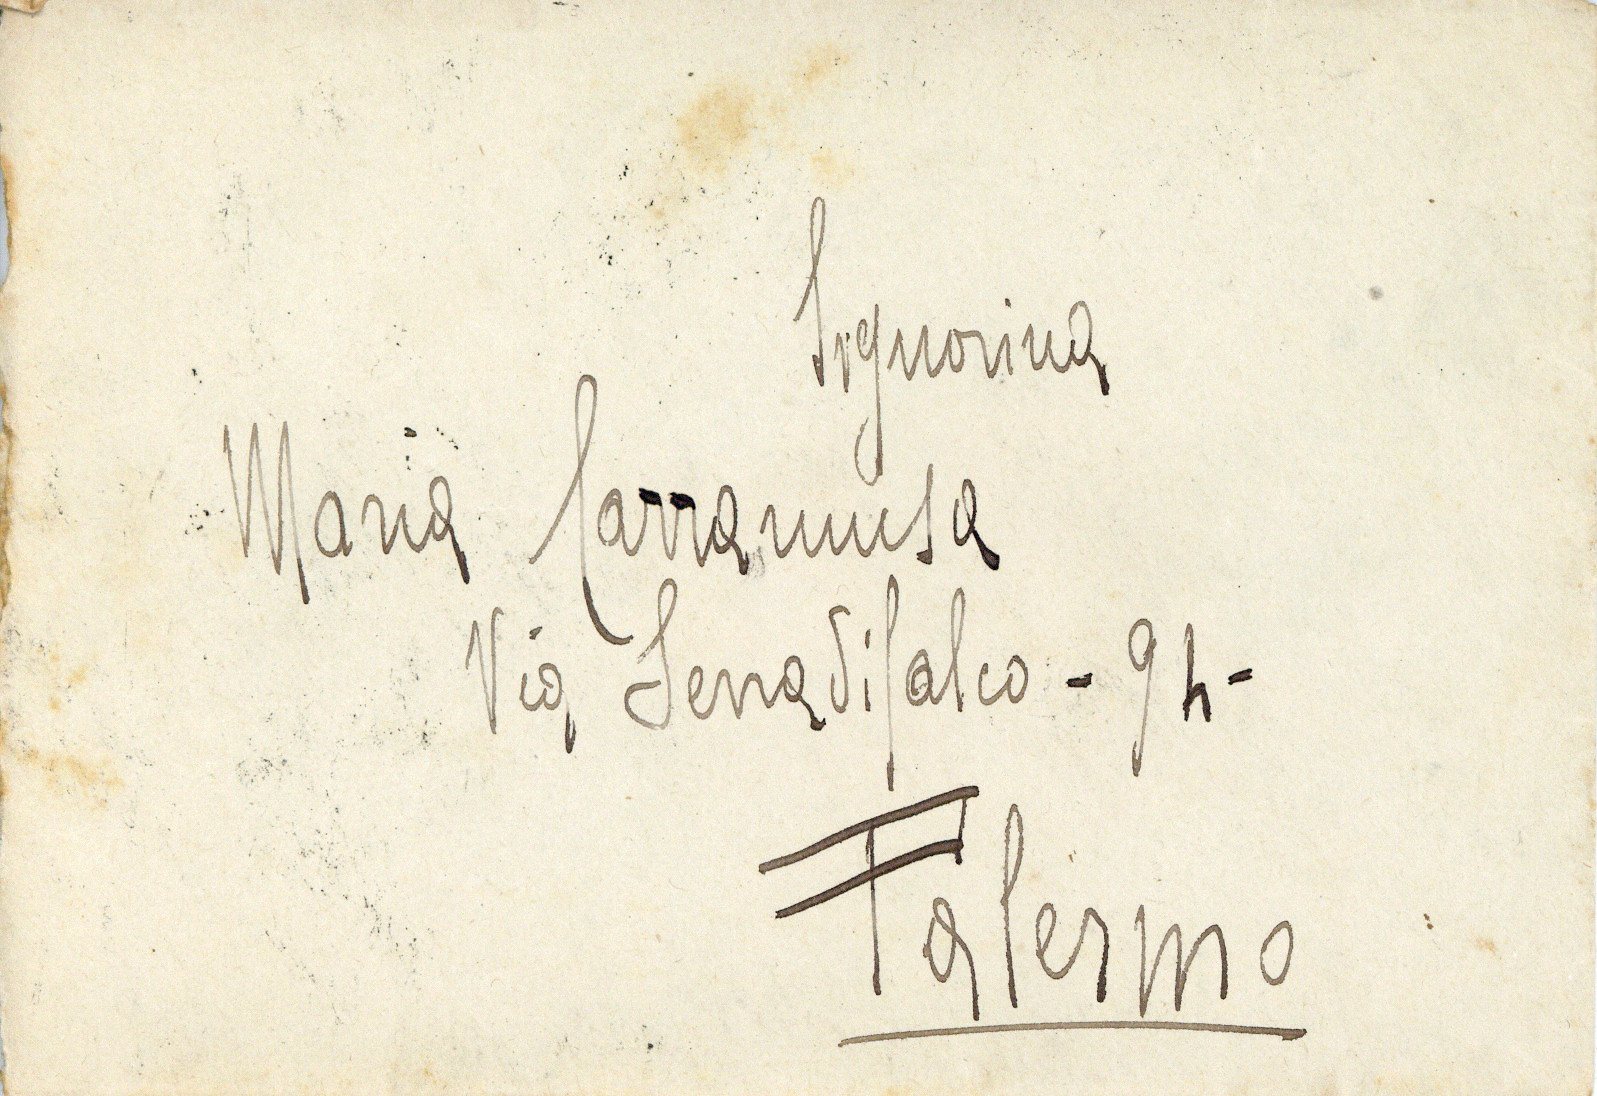 Signorina
Maria Carramusa
Via Serradifalco - 94 -
Palermo